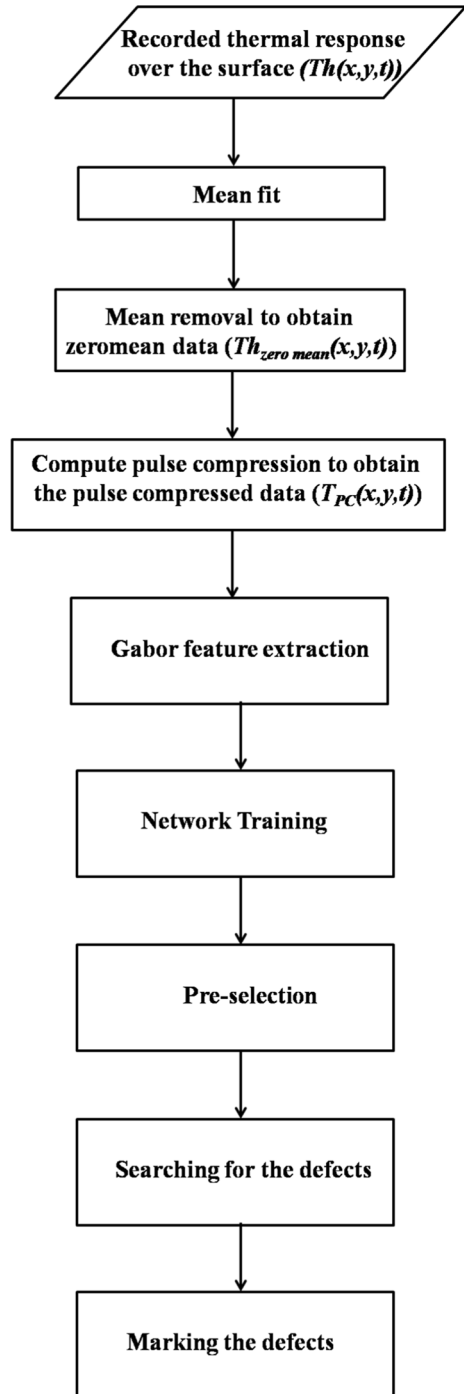 Recorded thermal response
over the surface (Th(x,y,t))
Mean fit
Mean removal to obtain
zeromean data (Th_zero mean(x,y,t))
Compute pulse compression to obtain
the pulse compressed data (T_PC(x,y,t))
Gabor feature extraction
Network Training
Pre-selection
Searching for the defects
Marking the defects